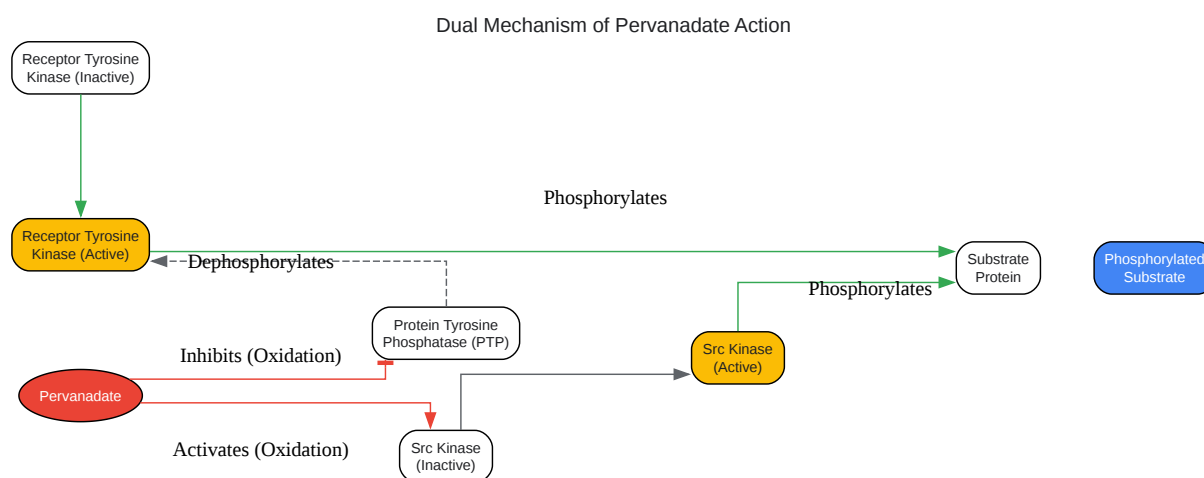 Dual Mechanism of Pervanadate Action
Receptor Tyrosine
Kinase (Inactive)
Phosphorylates
Receptor Tyrosine
Kinase (Active)
Dephosphorylates
Substrate
Protein
Phosphorylated
Substrate
Phosphorylates
Protein Tyrosine
Phosphatase (PTP)
Inhibits (Oxidation)
Src Kinase
(Active)
Pervanadate
Activates (Oxidation)
Src Kinase
(Inactive)